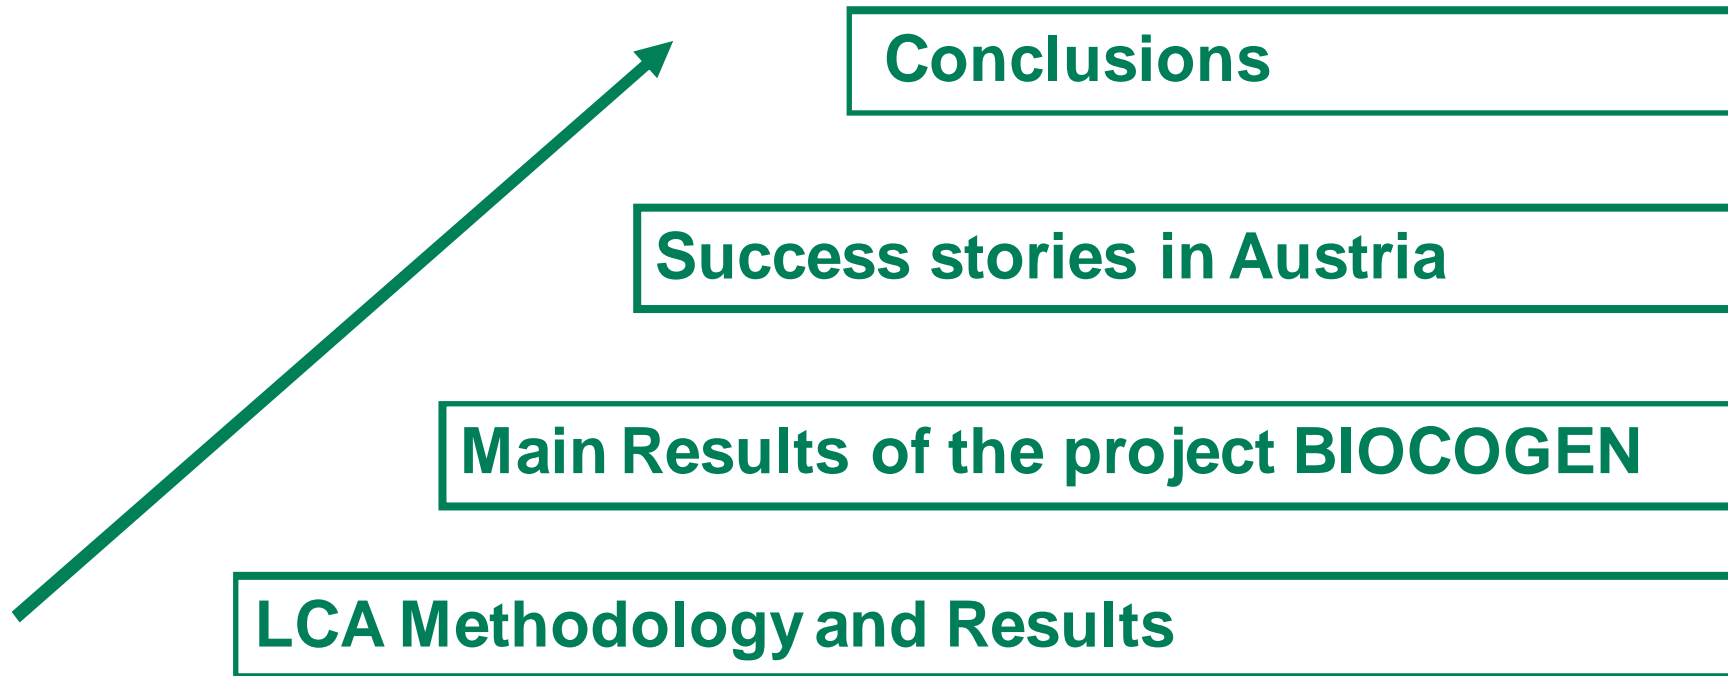 Conclusions
Success stories in Austria
Main Results of the project BIOCOGEN
LCA Methodology and Results